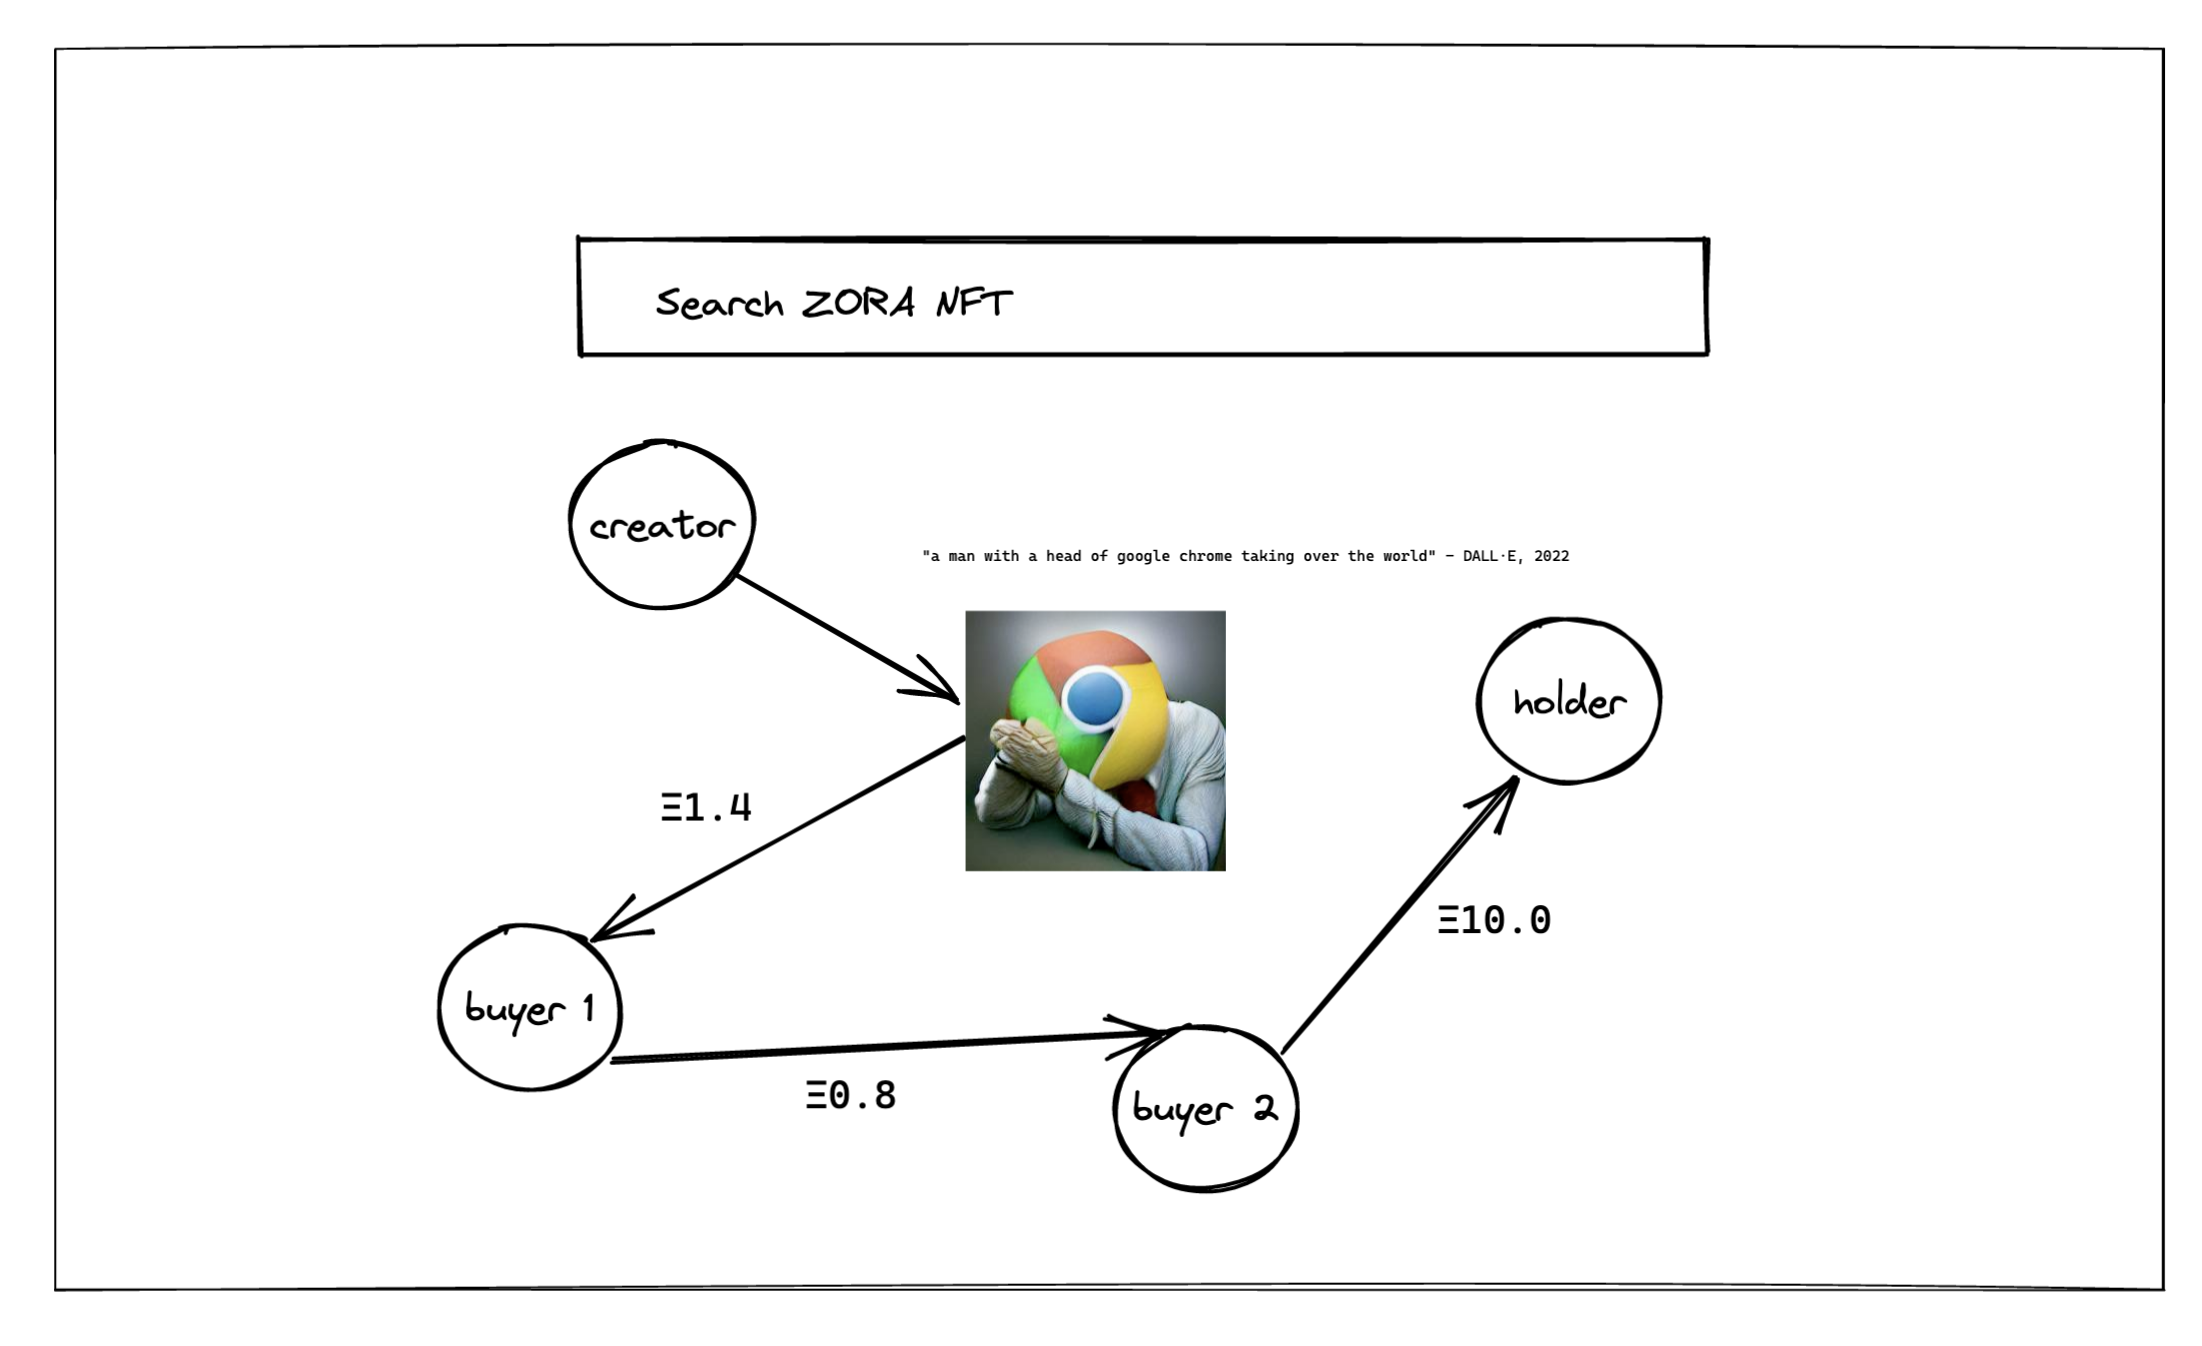 Search ZORA NFT
creator
"a man with a head of google chrome taking over the world" - DALL·E, 2022
holder
Ξ1.4
Ξ10.0
buyer 1
Ξ0.8
buyer 2